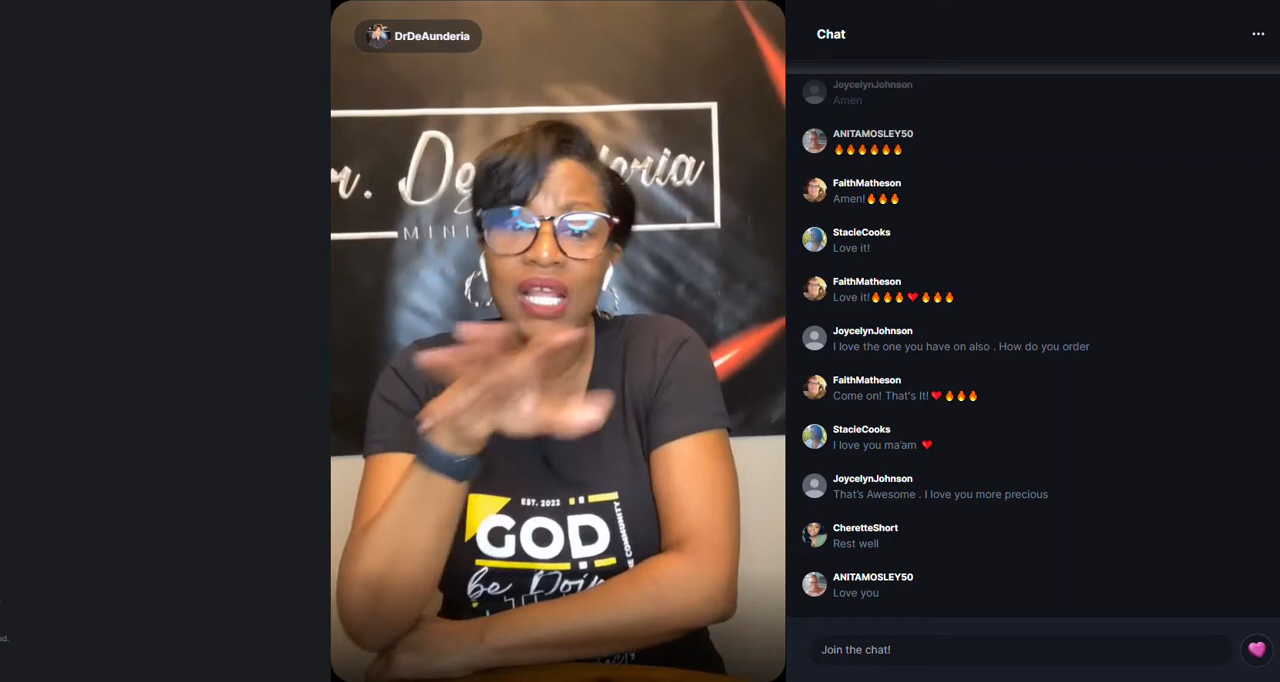 DrDeAunderia
MINI
EST. 2022
GOD
be Doin
COMMUNITY
Chat
JoycelynJohnson
Amen
ANITAMOSLEY50
🔥🔥🔥🔥🔥🔥
FaithMatheson
Amen!🔥🔥🔥
StacieCooks
Love it!
FaithMatheson
Love it!🔥🔥🔥❤️🔥🔥🔥
JoycelynJohnson
I love the one you have on also . How do you order
FaithMatheson
Come on! That's It!❤️🔥🔥🔥
StacieCooks
I love you ma'am ❤️
JoycelynJohnson
That's Awesome . I love you more precious
CheretteShort
Rest well
ANITAMOSLEY50
Love you
Join the chat!